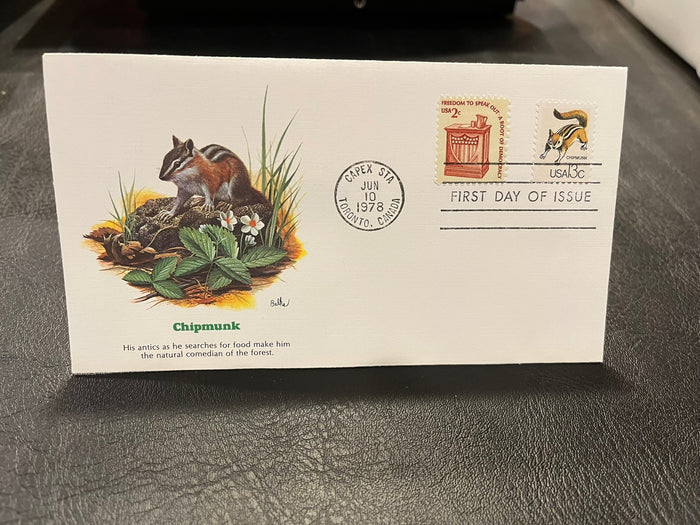 FREEDOM TO SPEAK OUT - A ROOT OF DEMOCRACY
USA 2c
CHIPMUNK
USA 13c
CAPEX STA
JUN
10
1978
TORONTO, CANADA
FIRST DAY OF ISSUE
Chipmunk
His antics as he searches for food make him
the natural comedian of the forest.